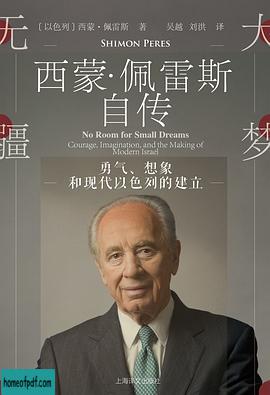 [以色列]西蒙·佩雷斯 著 吴越 刘洪 译
SHIMON PERES
大梦无疆
西蒙·佩雷斯
自传
No Room for Small Dreams
Courage, Imagination, and the Making of
Modern Israel
勇气、想象
和现代以色列的建立
上海译文出版社
homeofpdf.com